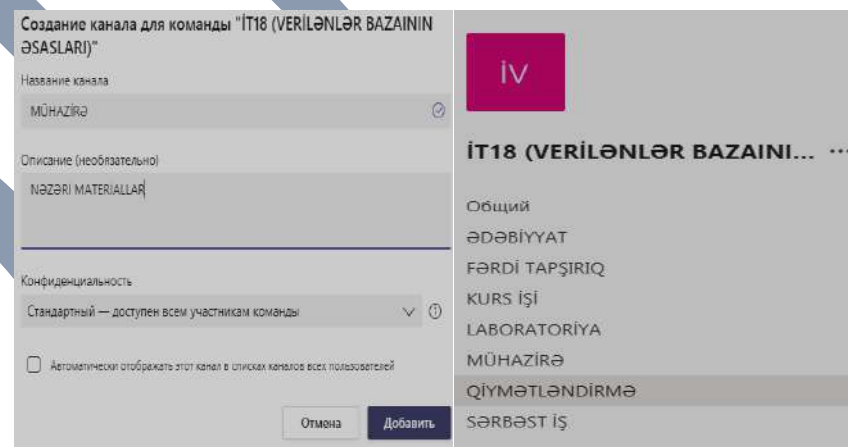 Создание канала для команды "İT18 (VERİLƏNLƏR BAZAININ
ƏSASLARI)"
Название канала
MÜHAZİRƏ
Описание (необязательно)
NƏZƏRİ MATERİALLAR
Конфиденциальность
Стандартный — доступен всем участникам команды
Автоматически отображать этот канал в списках каналов всех пользователей
Отмена
Добавить
İV
İT18 (VERİLƏNLƏR BAZAINI... ...
Общий
ƏDƏBİYYAT
FƏRDİ TAPŞIRIQ
KURS İŞİ
LABORATORİYA
MÜHAZİRƏ
QİYMƏTLƏNDİRMƏ
SƏRBƏST İŞ